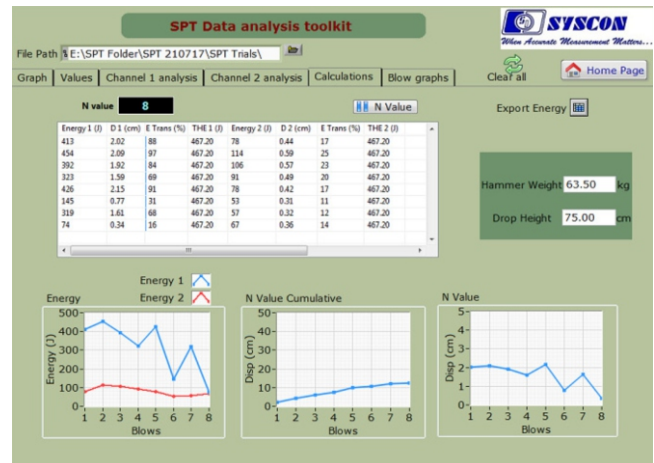 SPT Data analysis toolkit
SYSCON
When Accurate Measurement Matters...
File Path E:\SPT Folder\SPT 210717\SPT Trials\
Clear all
Home Page
Graph Values Channel 1 analysis Channel 2 analysis Calculations Blow graphs
N value 8 N Value
Export Energy
Energy 1 (J) D 1 (cm) E Trans (%) THE 1 (J) Energy 2 (J) D 2 (cm) E Trans (%) THE 2 (J)
413 2.02 88 467.20 78 0.44 17 467.20
454 2.09 97 467.20 114 0.59 25 467.20
392 1.92 84 467.20 106 0.57 23 467.20
323 1.59 69 467.20 91 0.49 20 467.20
426 2.15 91 467.20 78 0.42 17 467.20
145 0.77 31 467.20 53 0.31 11 467.20
319 1.61 68 467.20 57 0.32 12 467.20
74 0.34 16 467.20 67 0.36 14 467.20
Hammer Weight 63.50 kg
Drop Height 75.00 cm
Energy 1
Energy 2
Energy
Energy (J)
500
400
300
200
100
0
1 2 3 4 5 6 7 8
Blows
N Value Cumulative
Disp (cm)
50
40
30
20
10
0
1 2 3 4 5 6 7 8
Blows
N Value
Disp (cm)
5
4
3
2
1
0
1 2 3 4 5 6 7 8
Blows